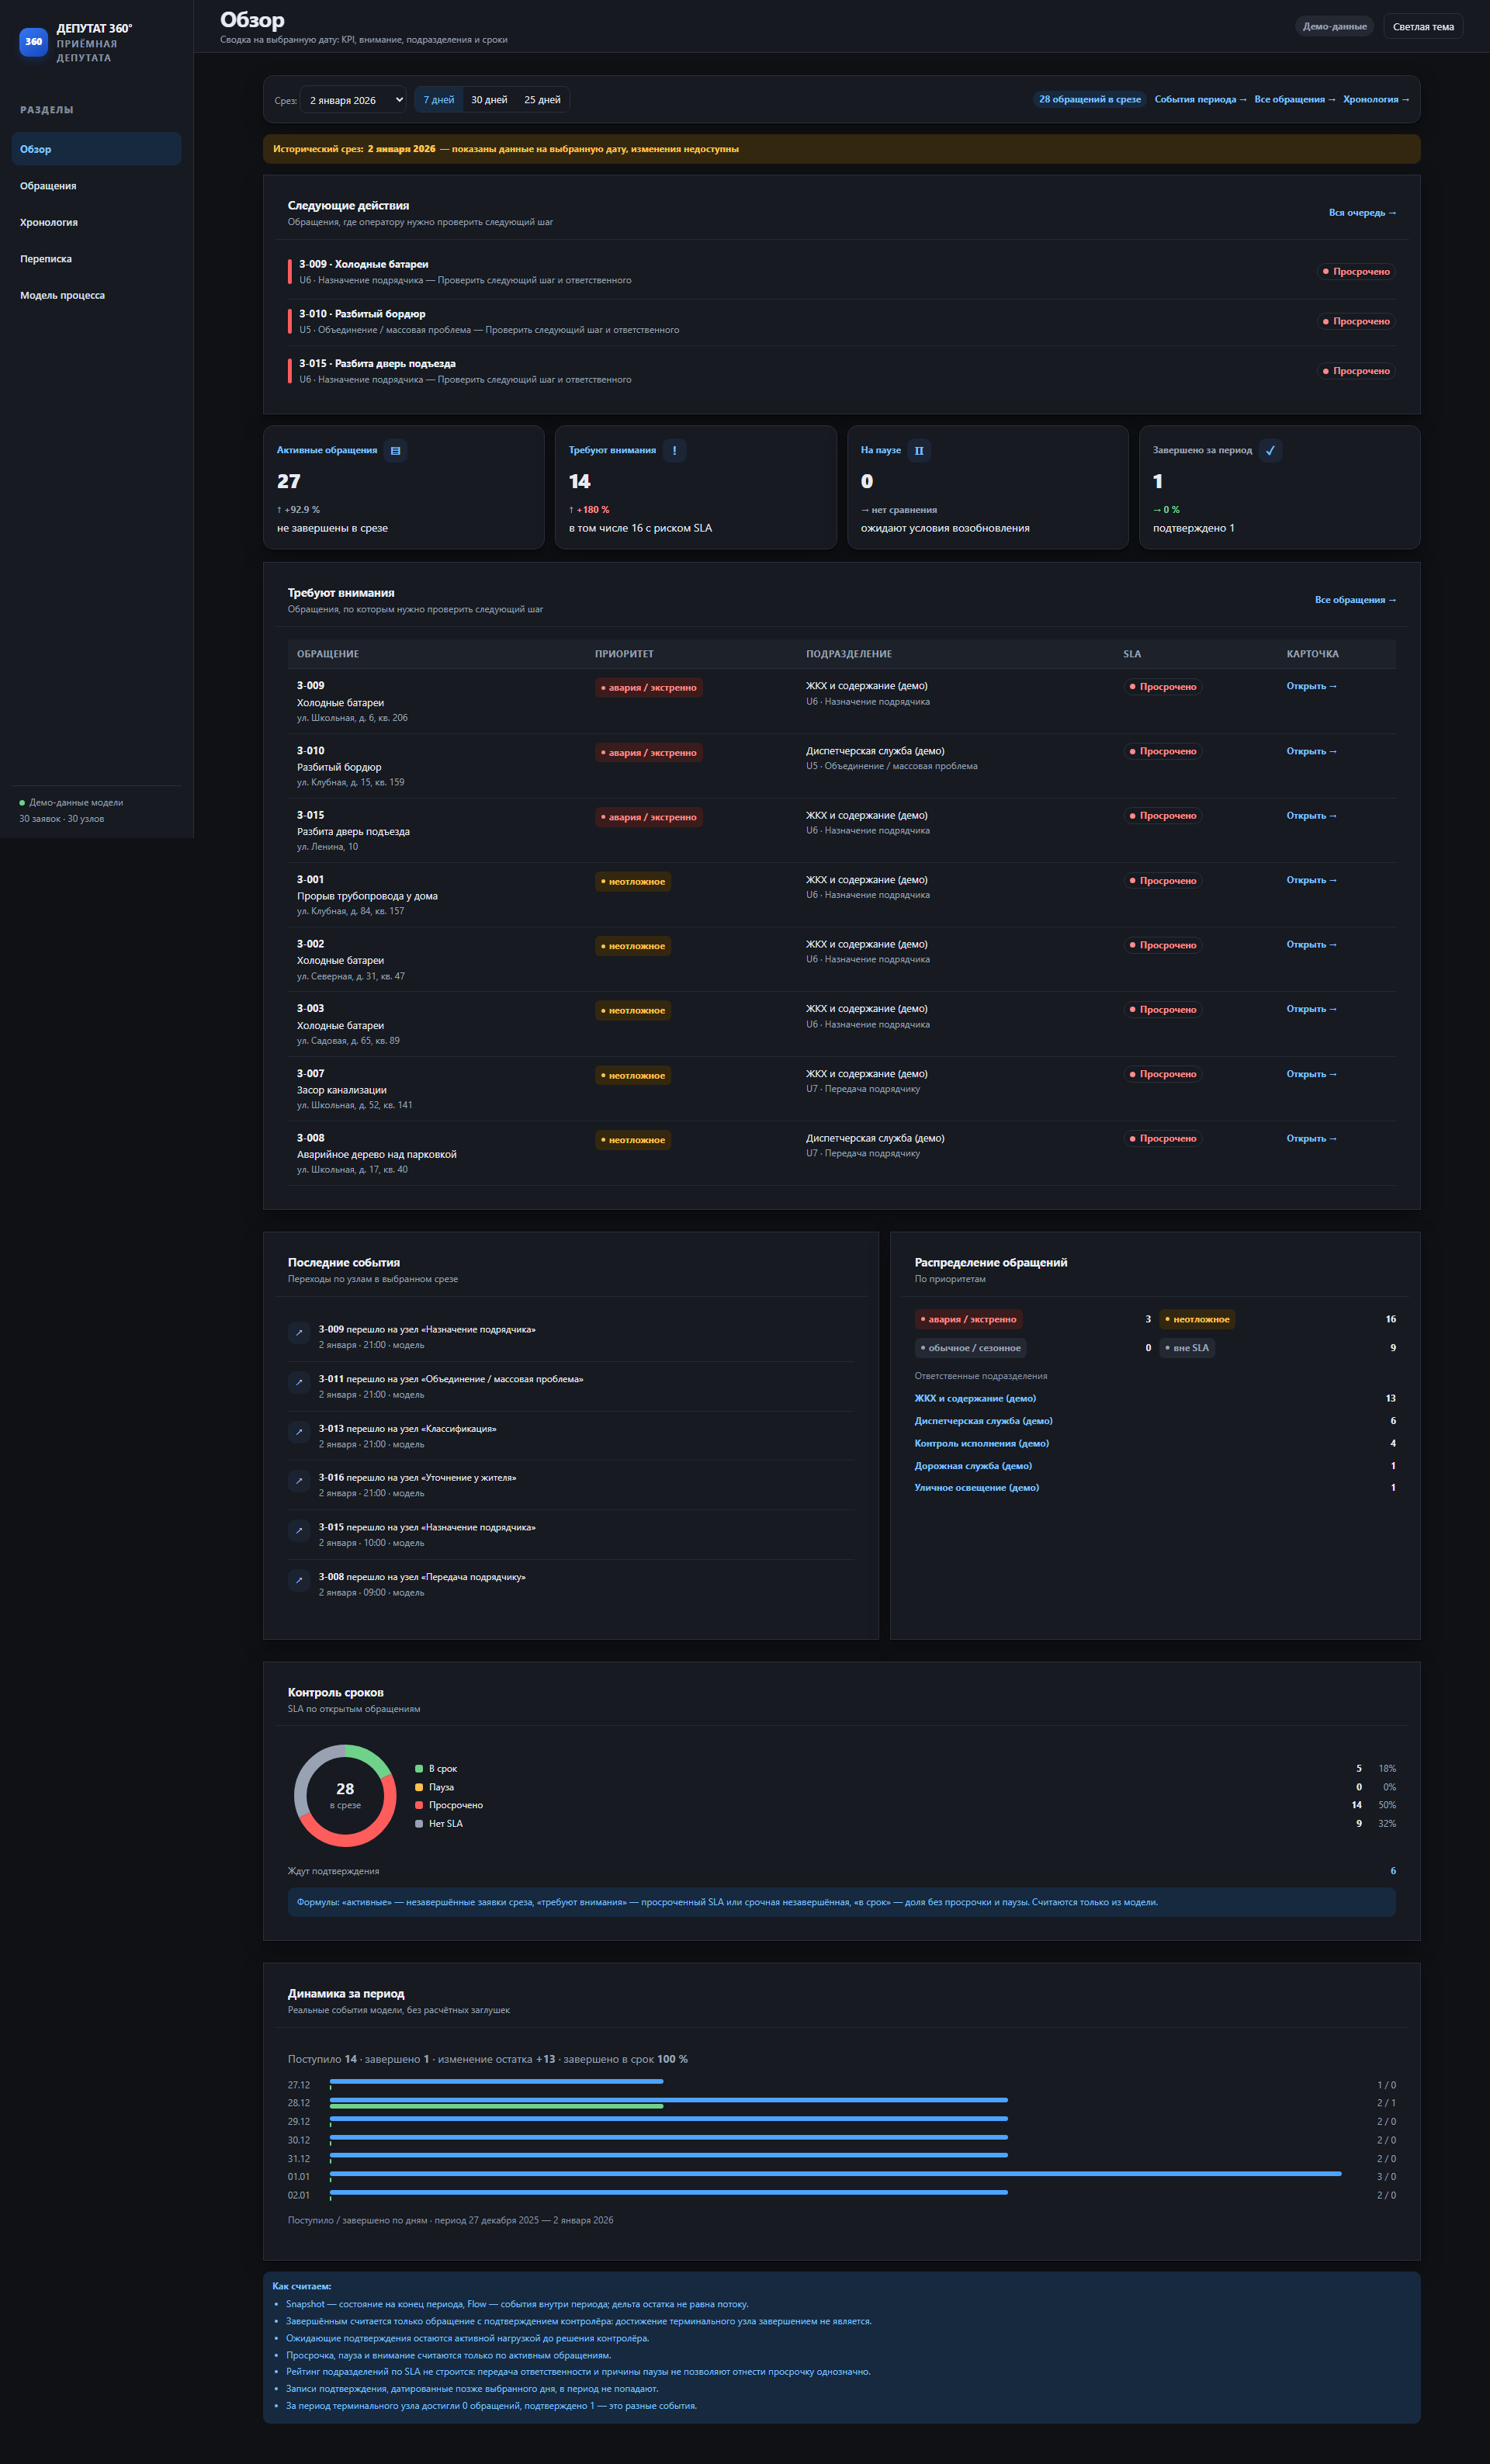 360
ДЕПУТАТ 360°
ПРИЁМНАЯ
ДЕПУТАТА
РАЗДЕЛЫ
Обзор
Обращения
Хронология
Переписка
Модель процесса
Демо-данные модели
30 заявок · 30 узлов
Обзор
Сводка на выбранную дату: KPI, внимание, подразделения и сроки
Демо-данные
Светлая тема
Срез: 2 января 2026 7 дней 30 дней 25 дней
28 обращений в срезе События периода → Все обращения → Хронология →
Исторический срез: 2 января 2026 — показаны данные на выбранную дату, изменения недоступны
Следующие действия
Обращения, где оператору нужно проверить следующий шаг
Вся очередь →
З-009 · Холодные батареи
U6 · Назначение подрядчика — Проверить следующий шаг и ответственного
Просрочено
З-010 · Разбитый бордюр
U5 · Объединение / массовая проблема — Проверить следующий шаг и ответственного
Просрочено
З-015 · Разбита дверь подъезда
U6 · Назначение подрядчика — Проверить следующий шаг и ответственного
Просрочено
Активные обращения
27
↑ +92.9 %
не завершены в срезе
Требуют внимания !
14
↑ +180 %
в том числе 16 с риском SLA
На паузе
0
→ нет сравнения
ожидают условия возобновления
Завершено за период ✓
1
→ 0 %
подтверждено 1
Требуют внимания
Обращения, по которым нужно проверить следующий шаг
Все обращения →
ОБРАЩЕНИЕ ПРИОРИТЕТ ПОДРАЗДЕЛЕНИЕ SLA КАРТОЧКА
З-009 авария / экстренно ЖКХ и содержание (демо) Просрочено Открыть →
Холодные батареи U6 · Назначение подрядчика
ул. Школьная, д. 6, кв. 206
З-010 авария / экстренно Диспетчерская служба (демо) Просрочено Открыть →
Разбитый бордюр U5 · Объединение / массовая проблема
ул. Клубная, д. 15, кв. 159
З-015 авария / экстренно ЖКХ и содержание (демо) Просрочено Открыть →
Разбита дверь подъезда U6 · Назначение подрядчика
ул. Ленина, 10
З-001 неотложное ЖКХ и содержание (демо) Просрочено Открыть →
Прорыв трубопровода у дома U6 · Назначение подрядчика
ул. Клубная, д. 84, кв. 157
З-002 неотложное ЖКХ и содержание (демо) Просрочено Открыть →
Холодные батареи U6 · Назначение подрядчика
ул. Северная, д. 31, кв. 47
З-003 неотложное ЖКХ и содержание (демо) Просрочено Открыть →
Холодные батареи U6 · Назначение подрядчика
ул. Садовая, д. 65, кв. 89
З-007 неотложное ЖКХ и содержание (демо) Просрочено Открыть →
Засор канализации U7 · Передача подрядчику
ул. Школьная, д. 52, кв. 141
З-008 неотложное Диспетчерская служба (демо) Просрочено Открыть →
Аварийное дерево над парковкой U7 · Передача подрядчику
ул. Школьная, д. 17, кв. 40
Последние события
Переходы по узлам в выбранном срезе
З-009 перешло на узел «Назначение подрядчика»
2 января · 21:00 · модель
З-011 перешло на узел «Объединение / массовая проблема»
2 января · 21:00 · модель
З-013 перешло на узел «Классификация»
2 января · 21:00 · модель
З-016 перешло на узел «Уточнение у жителя»
2 января · 21:00 · модель
З-015 перешло на узел «Назначение подрядчика»
2 января · 10:00 · модель
З-008 перешло на узел «Передача подрядчику»
2 января · 09:00 · модель
Распределение обращений
По приоритетам
авария / экстренно 3 неотложное 16
обычное / сезонное 0 вне SLA 9
Ответственные подразделения
ЖКХ и содержание (демо) 13
Диспетчерская служба (демо) 6
Контроль исполнения (демо) 4
Дорожная служба (демо) 1
Уличное освещение (демо) 1
Контроль сроков
SLA по открытым обращениям
28
в срезе
В срок 5 18%
Пауза 0 0%
Просрочено 14 50%
Нет SLA 9 32%
Ждут подтверждения 6
Формулы: «активные» — незавершённые заявки среза, «требуют внимания» — просроченный SLA или срочная незавершённая, «в срок» — доля без просрочки и паузы. Считаются только из модели.
Динамика за период
Реальные события модели, без расчётных заглушек
Поступило 14 · завершено 1 · изменение остатка +13 · завершено в срок 100 %
27.12 1 / 0
28.12 2 / 1
29.12 2 / 0
30.12 2 / 0
31.12 2 / 0
01.01 3 / 0
02.01 2 / 0
Поступило / завершено по дням · период 27 декабря 2025 — 2 января 2026
Как считаем:
• Snapshot — состояние на конец периода, Flow — события внутри периода; дельта остатка не равна потоку.
• Завершённым считается только обращение с подтверждением контролёра: достижение терминального узла завершением не является.
• Ожидающие подтверждения остаются активной нагрузкой до решения контролёра.
• Просрочка, пауза и внимание считаются только по активным обращениям.
• Рейтинг подразделений по SLA не строится: передача ответственности и причины паузы не позволяют отнести просрочку однозначно.
• Записи подтверждения, датированные позже выбранного дня, в период не попадают.
• За период терминального узла достигли 0 обращений, подтверждено 1 — это разные события.